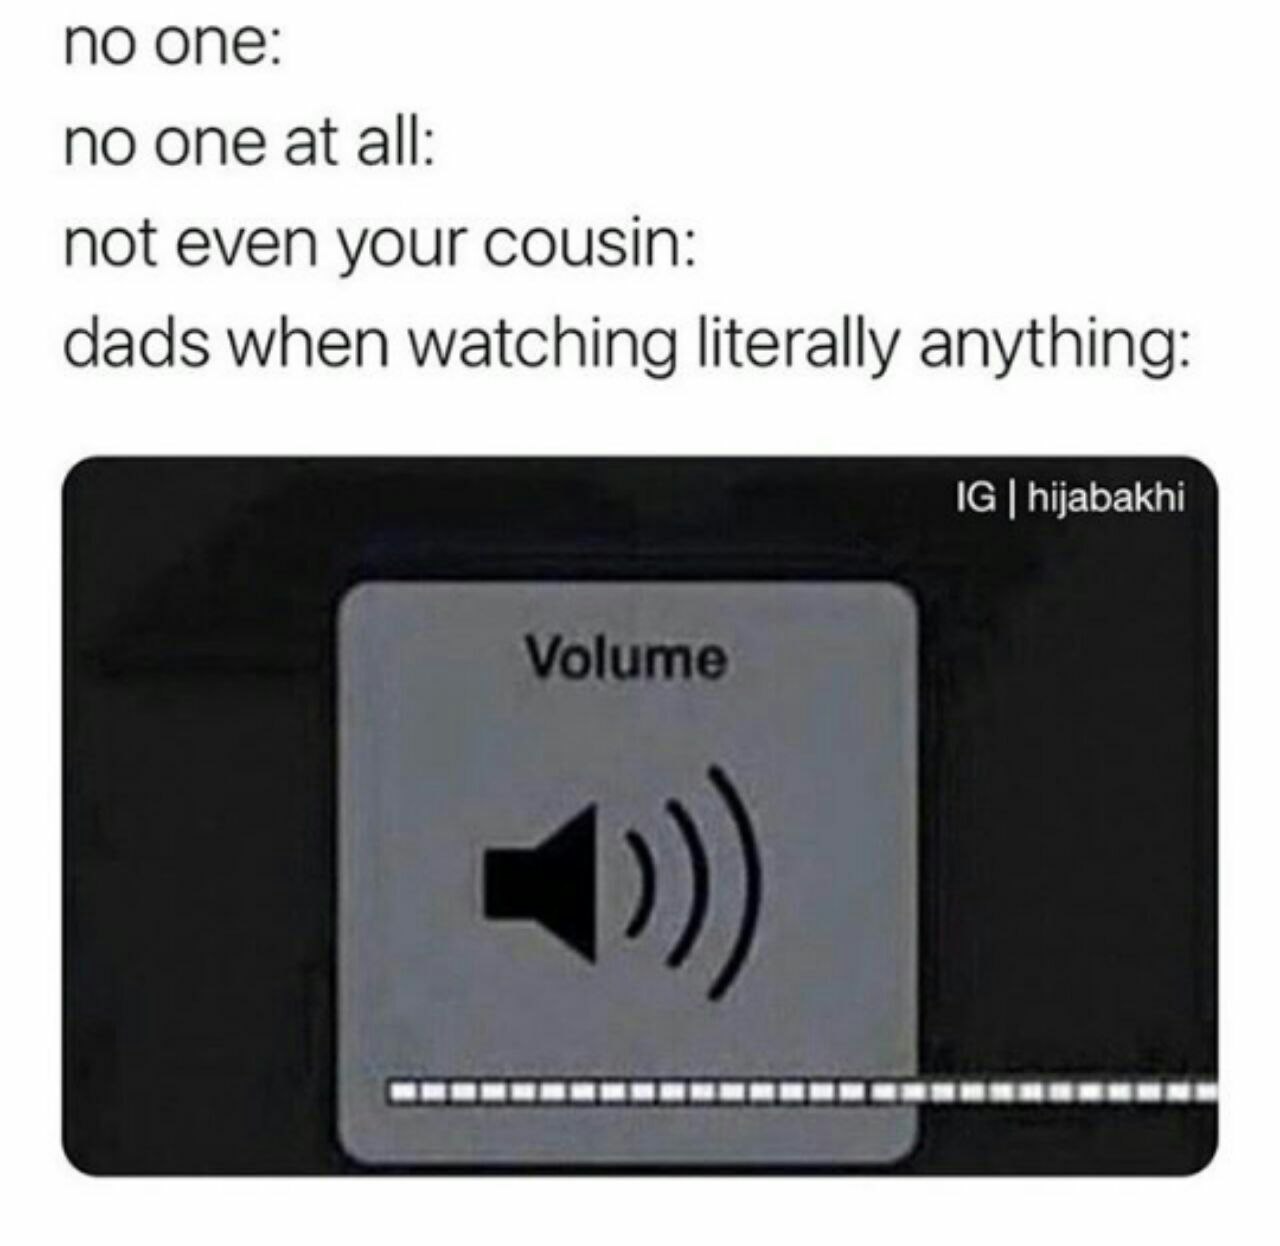 no one:
no one at all:
not even your cousin:
dads when watching literally anything:
IG | hijabakhi
Volume